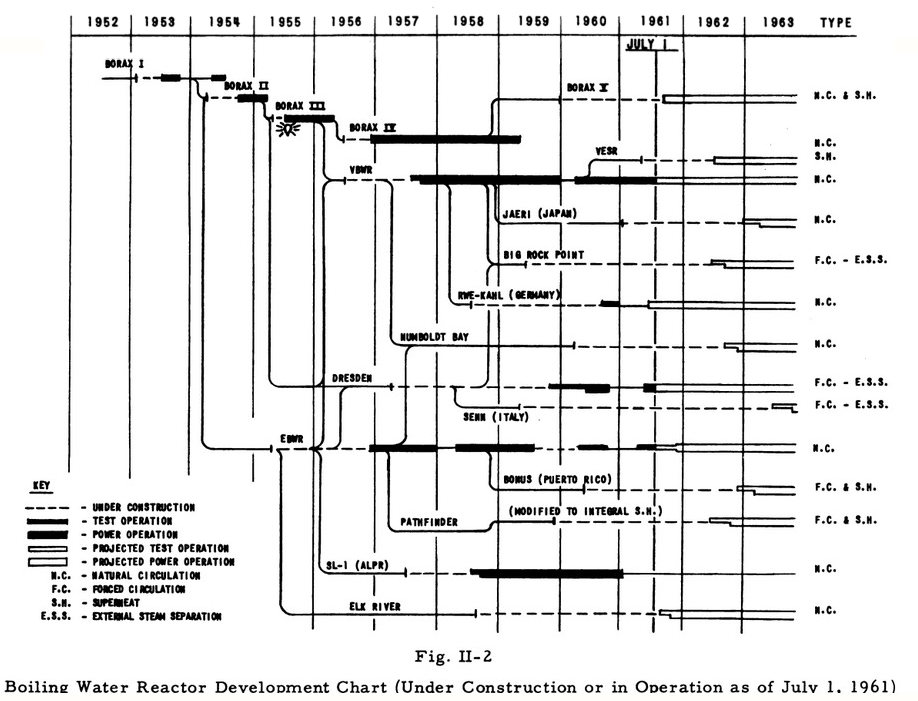 1952 1953 1954 1955 1956 1957 1958 1959 1960 1961 1962 1963 TYPE
JULY 1
BORAX I
BORAX II
BORAX V
N.C. & S.H.
BORAX III
BORAX IV
N.C.
VESR
S.H.
VBWR
N.C.
JAERI (JAPAN)
N.C.
BIG ROCK POINT
F.C. - E.S.S.
RWE-KAHL (GERMANY)
N.C.
HUMBOLDT BAY
N.C.
DRESDEN
F.C. - E.S.S.
SENN (ITALY)
F.C. - E.S.S.
EBWR
N.C.
BONUS (PUERTO RICO)
F.C. & S.H.
(MODIFIED TO INTEGRAL S.H.)
PATHFINDER
F.C. & S.H.
SL-1 (ALPR)
N.C.
ELK RIVER
N.C.
KEY
- UNDER CONSTRUCTION
- TEST OPERATION
- POWER OPERATION
- PROJECTED TEST OPERATION
- PROJECTED POWER OPERATION
N.C. - NATURAL CIRCULATION
F.C. - FORCED CIRCULATION
S.H. - SUPERHEAT
E.S.S. - EXTERNAL STEAM SEPARATION
Fig. II-2
Boiling Water Reactor Development Chart (Under Construction or in Operation as of July 1, 1961)